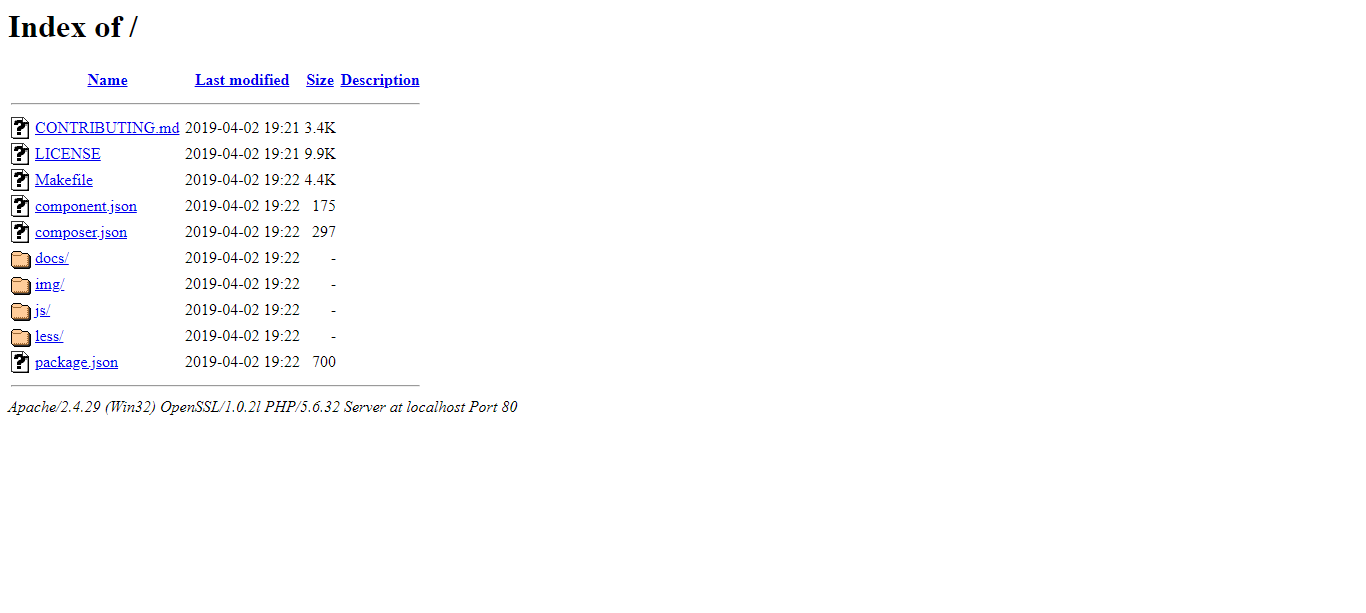 Index of /
Name Last modified Size Description
CONTRIBUTING.md 2019-04-02 19:21 3.4K
LICENSE 2019-04-02 19:21 9.9K
Makefile 2019-04-02 19:22 4.4K
component.json 2019-04-02 19:22 175
composer.json 2019-04-02 19:22 297
docs/ 2019-04-02 19:22 -
img/ 2019-04-02 19:22 -
js/ 2019-04-02 19:22 -
less/ 2019-04-02 19:22 -
package.json 2019-04-02 19:22 700
Apache/2.4.29 (Win32) OpenSSL/1.0.2l PHP/5.6.32 Server at localhost Port 80